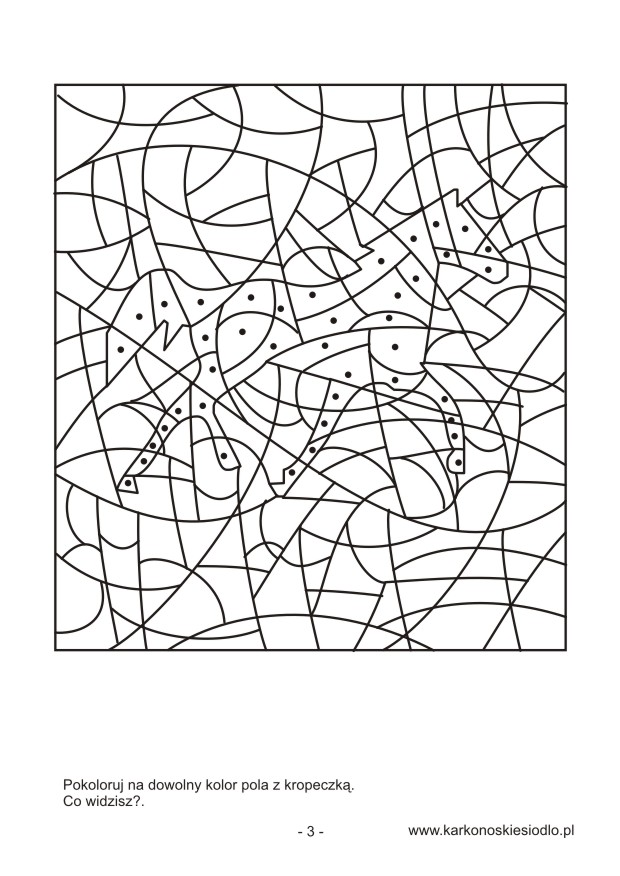 Pokoloruj na dowolny kolor pola z kropeczką.
Co widzisz?.
- 3 -
www.karkonoskiesiodlo.pl